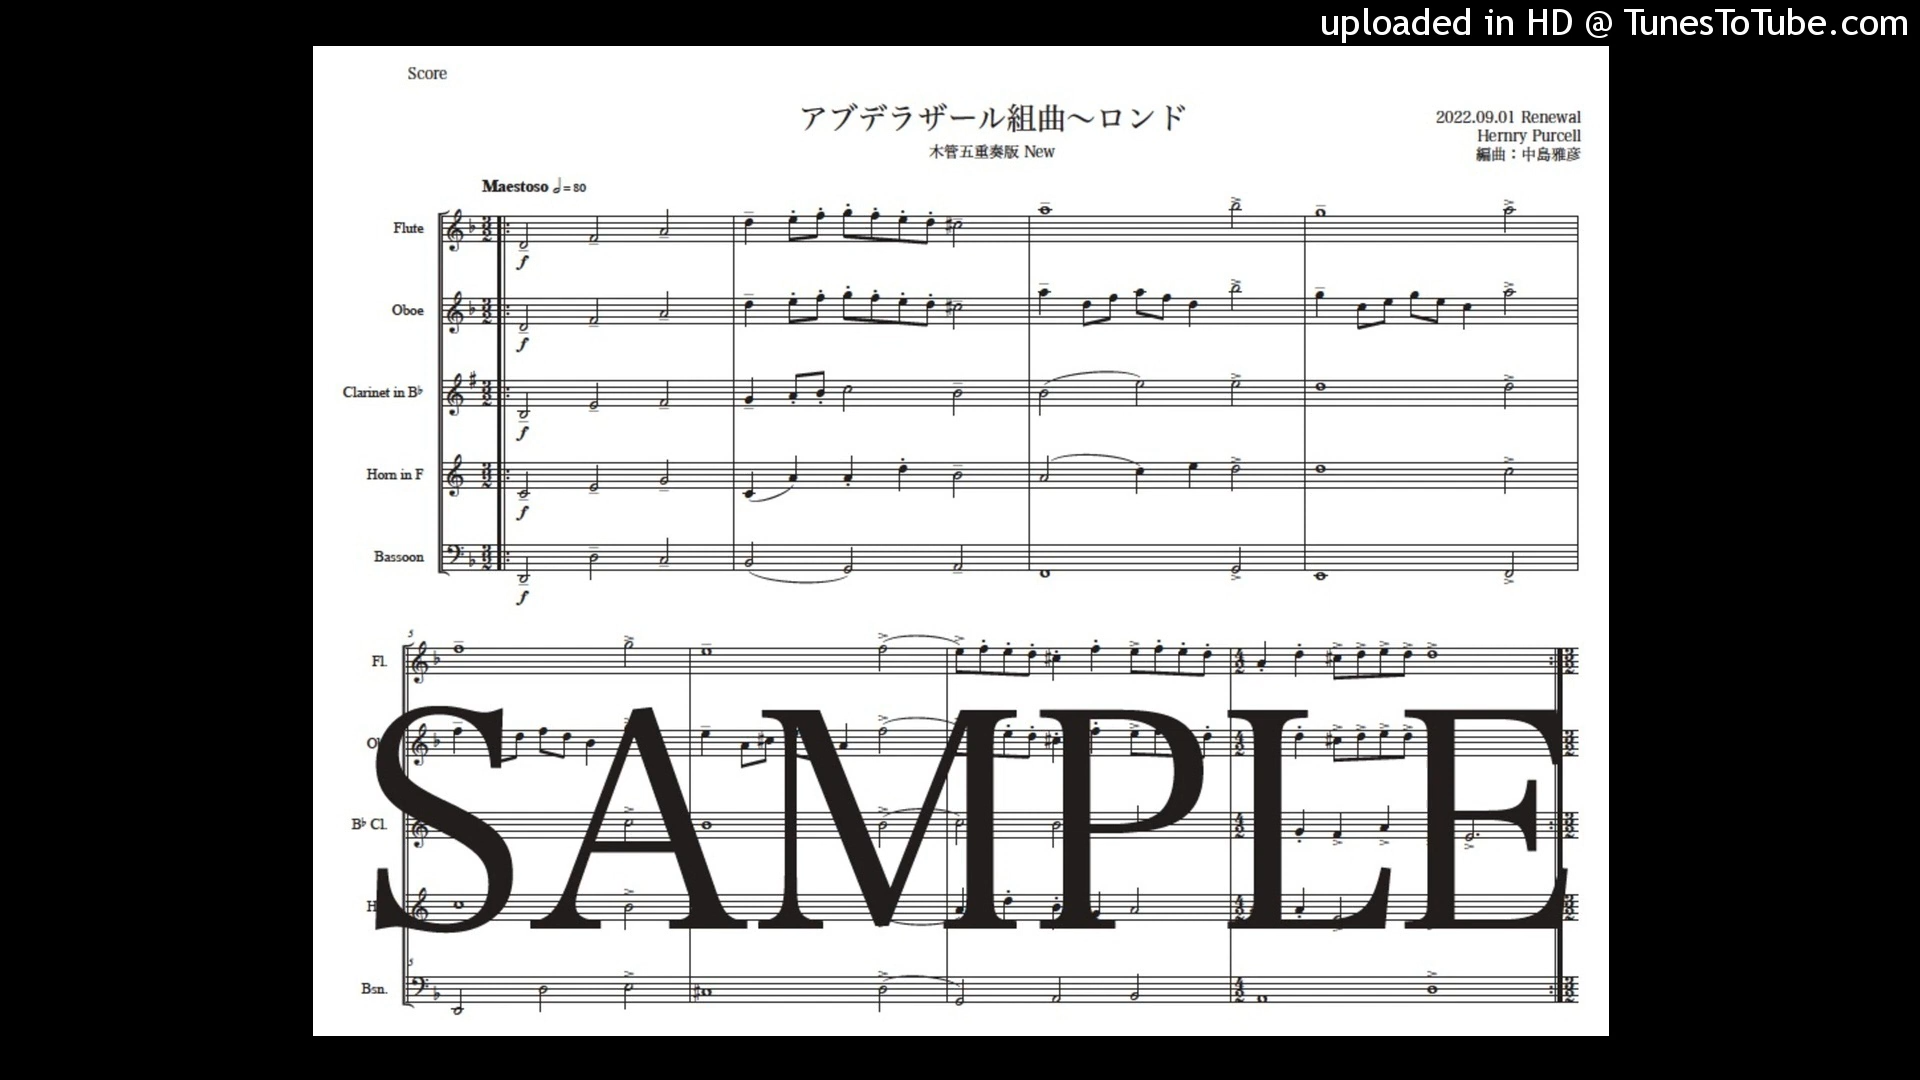 uploaded in HD @ TunesToTube.com
Score
アブデラザール組曲～ロンド
木管五重奏版 New
2022.09.01 Renewal
Hernry Purcell
編曲：中島雅彦
Maestoso 𝅗𝅥 = 80
Flute
f
Oboe
f
Clarinet in B♭
f
Horn in F
f
Bassoon
f
5
Fl.
B♭ Cl.
5
Bsn.
SAMPLE